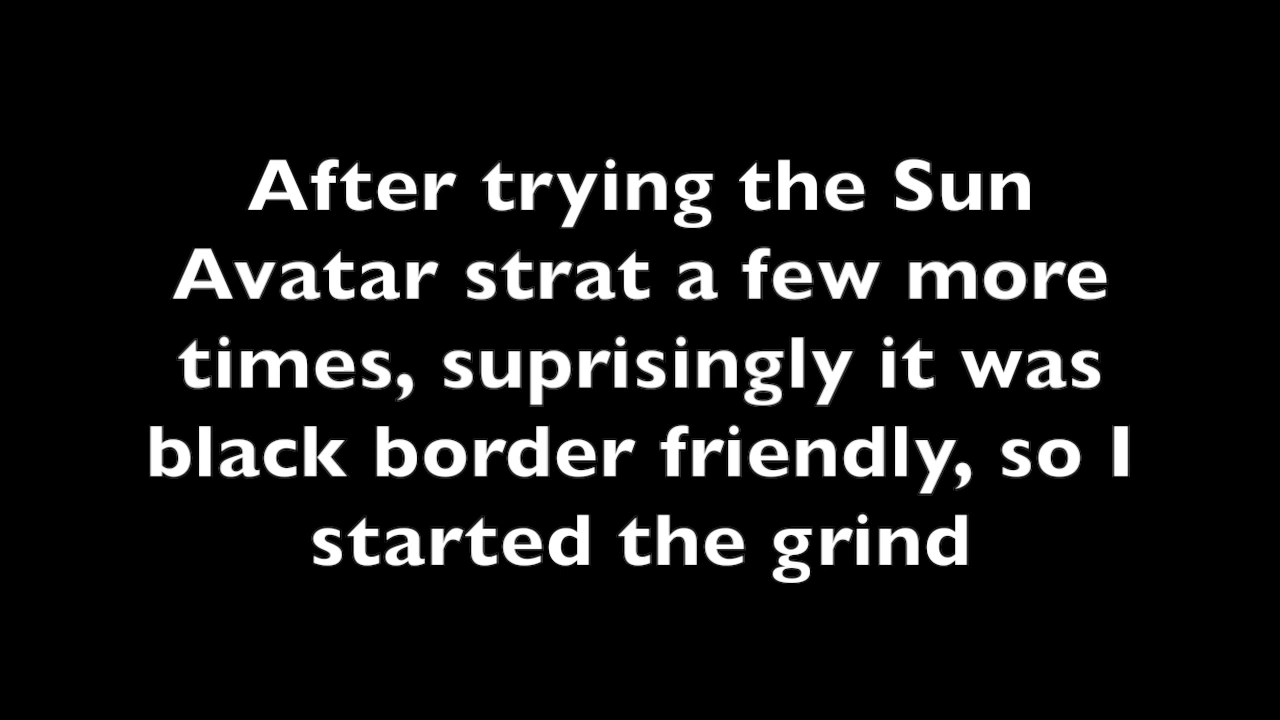 After trying the Sun
Avatar strat a few more
times, suprisingly it was
black border friendly, so I
started the grind